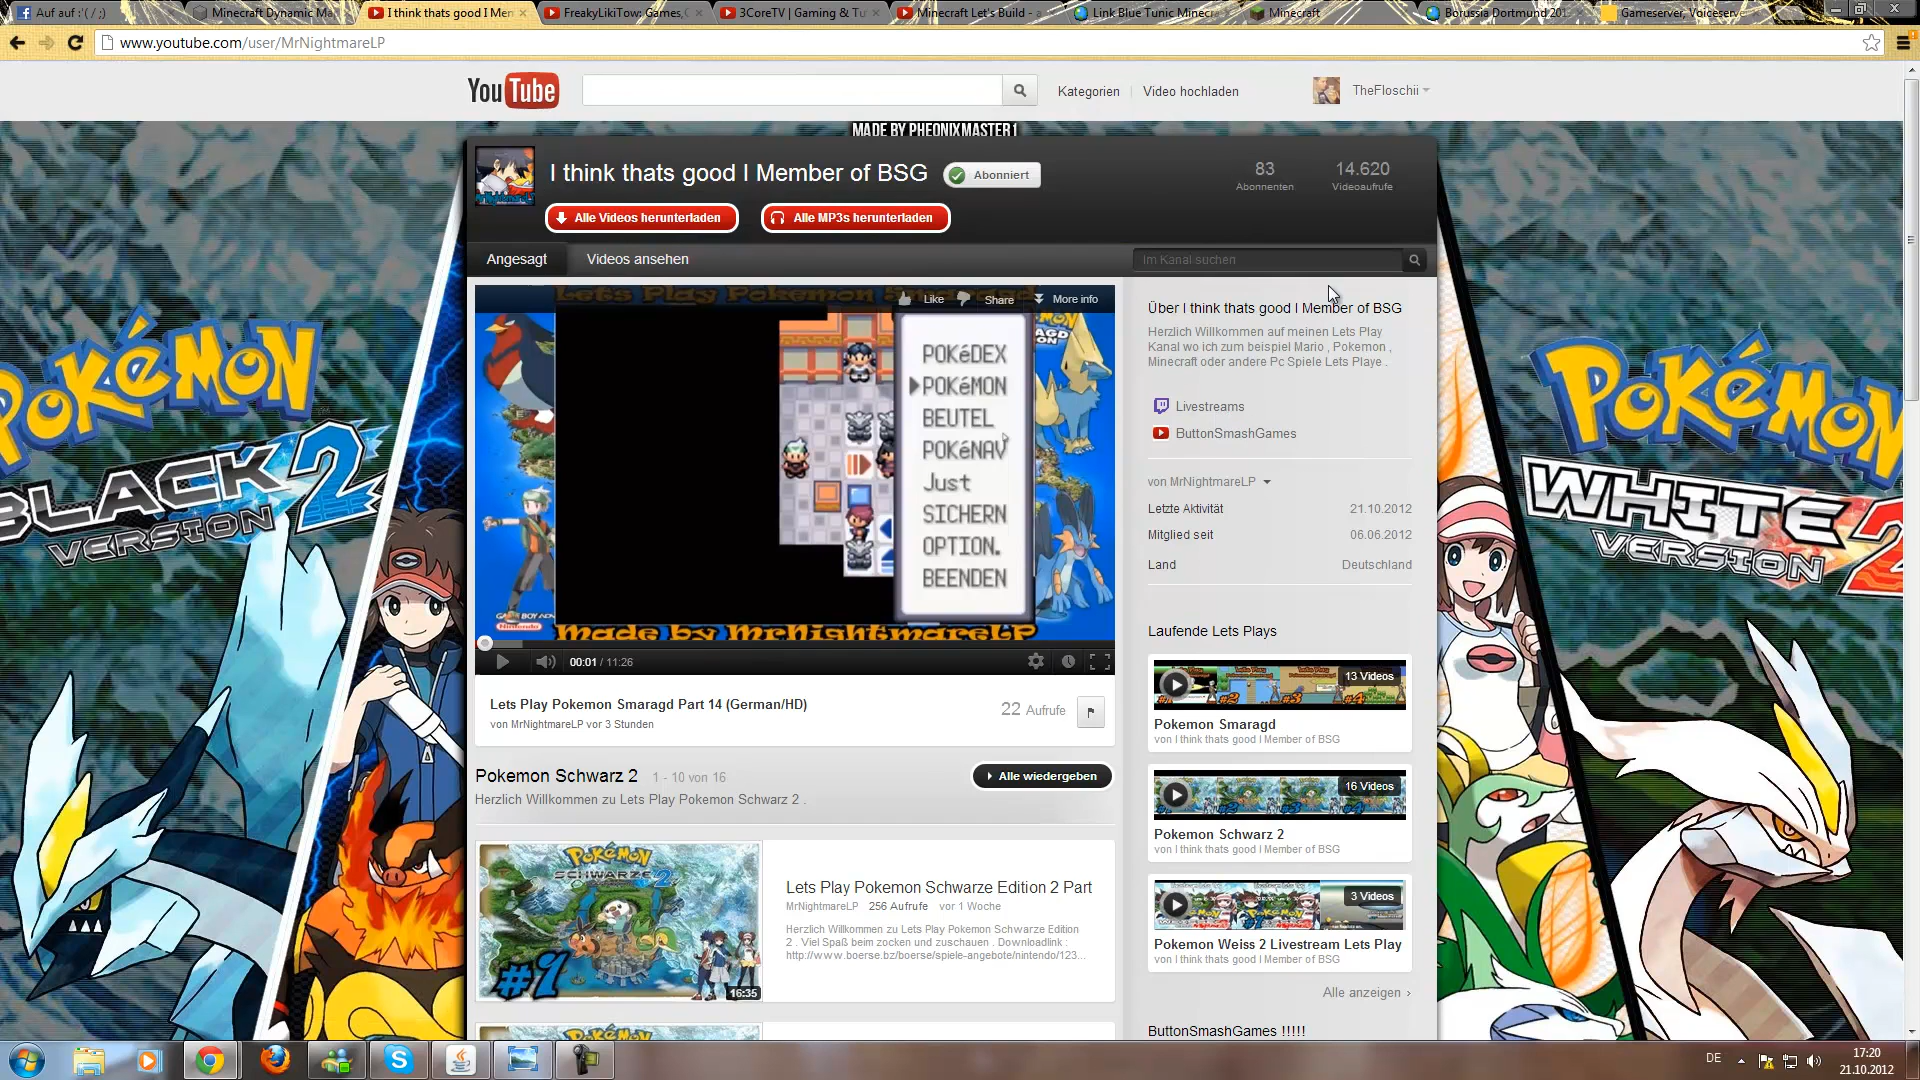 Auf auf :'( / ;)
Minecraft Dynamic Ma
I think thats good I Men
FreakyLikiTow: Games,
3CoreTV | Gaming & Tu
Minecraft Let's Build - a
Link Blue Tunic Minecra
Minecraft
Borussia Dortmund 201
Gameserver, Voiceserve
www.youtube.com/user/MrNightmareLP
YouTube
Kategorien
Video hochladen
TheFloschii
MADE BY PHEONIXMASTER1
I think thats good I Member of BSG
Abonniert
83
Abonnenten
14.620
Videoaufrufe
Alle Videos herunterladen
Alle MP3s herunterladen
Angesagt
Videos ansehen
Im Kanal suchen
Lets Play Pokemon Smaragd
Like
Share
More info
POKéDEX
POKéMON
BEUTEL
POKéNAV
Just
SICHERN
OPTION.
BEENDEN
GAME BOY ADV
Nintendo
Made by MrNightmareLP
00:01 / 11:26
Lets Play Pokemon Smaragd Part 14 (German/HD)
von MrNightmareLP vor 3 Stunden
22 Aufrufe
Pokemon Schwarz 2
1 - 10 von 16
Alle wiedergeben
Herzlich Willkommen zu Lets Play Pokemon Schwarz 2 .
POKéMON
SCHWARZE 2
#1
16:35
Lets Play Pokemon Schwarze Edition 2 Part
MrNightmareLP
256 Aufrufe
vor 1 Woche
Herzlich Willkommen zu Lets Play Pokemon Schwarze Edition
2 . Viel Spaß beim zocken und zuschauen . Downloadlink :
http://www.boerse.bz/boerse/spiele-angebote/nintendo/123...
Über I think thats good I Member of BSG
Herzlich Willkommen auf meinen Lets Play
Kanal wo ich zum beispiel Mario , Pokemon ,
Minecraft oder andere Pc Spiele Lets Playe .
Livestreams
ButtonSmashGames
von MrNightmareLP
Letzte Aktivität
21.10.2012
Mitglied seit
06.06.2012
Land
Deutschland
Laufende Lets Plays
13 Videos
Pokemon Smaragd
von I think thats good I Member of BSG
16 Videos
Pokemon Schwarz 2
von I think thats good I Member of BSG
3 Videos
Pokemon Weiss 2 Livestream Lets Play
von I think thats good I Member of BSG
Alle anzeigen ›
ButtonSmashGames !!!!!
POKéMON
BLACK 2
VERSION
POKéMON
WHITE 2
VERSION
DE
17:20
21.10.2012